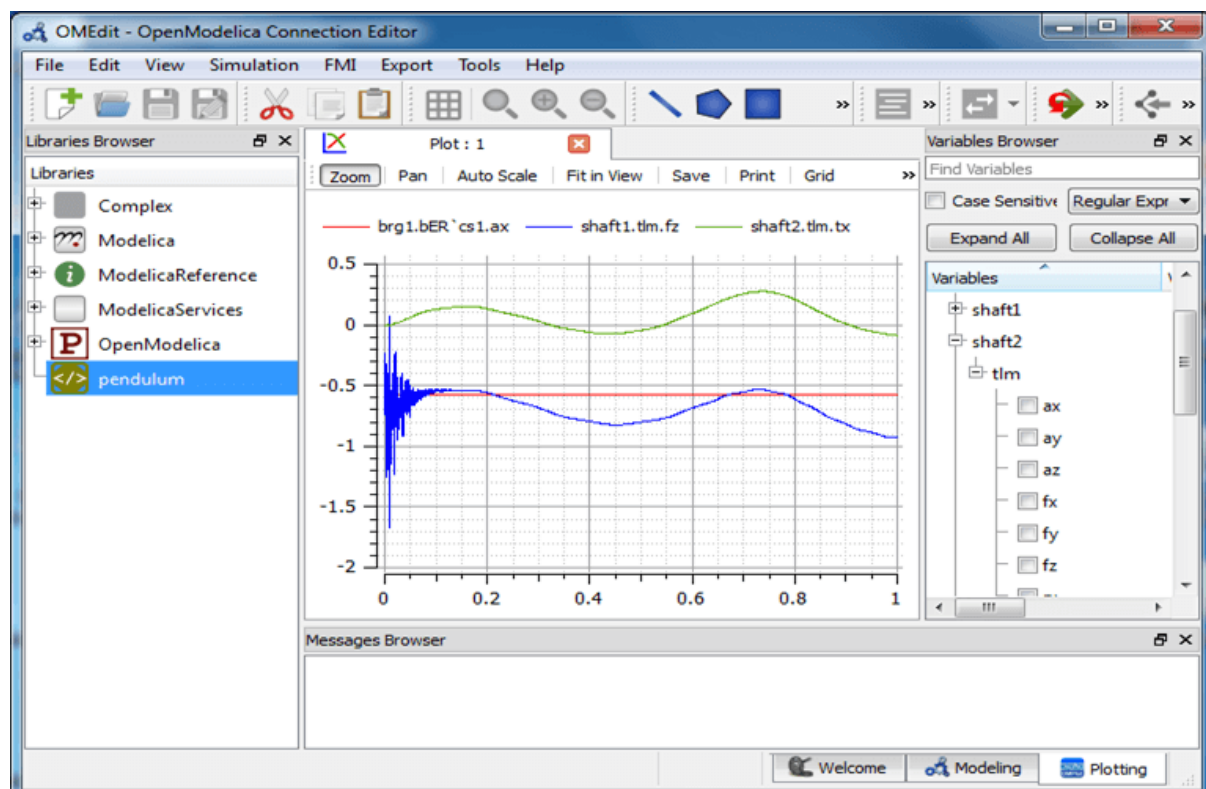 OMEdit - OpenModelica Connection Editor
File Edit View Simulation FMI Export Tools Help
Libraries Browser
Libraries
Complex
Modelica
ModelicaReference
ModelicaServices
P OpenModelica
</> pendulum
Plot : 1
Zoom Pan Auto Scale Fit in View Save Print Grid »
brg1.bER`cs1.ax shaft1.tlm.fz shaft2.tlm.tx
0.5
0
-0.5
-1
-1.5
-2
0 0.2 0.4 0.6 0.8 1
Variables Browser
Find Variables
Case Sensitive Regular Expr
Expand All Collapse All
Variables
shaft1
shaft2
tlm
ax
ay
az
fx
fy
fz
Messages Browser
Welcome Modeling Plotting